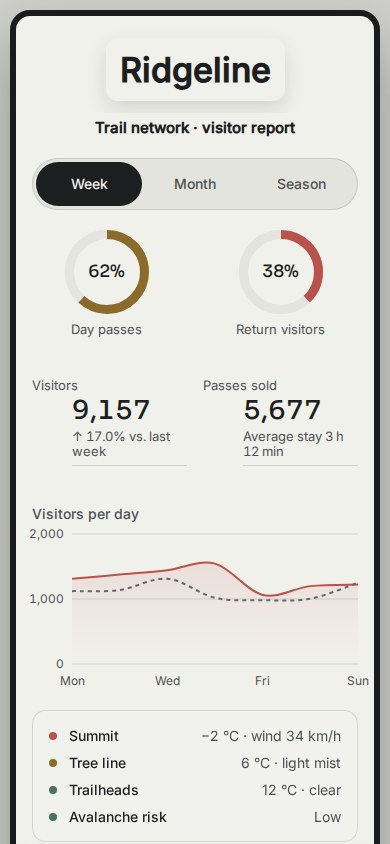 Ridgeline
Trail network · visitor report
Week Month Season
62% 38%
Day passes Return visitors
Visitors Passes sold
9,157 5,677
↑ 17.0% vs. last week
Average stay 3 h 12 min
Visitors per day
2,000
1,000
0
Mon Wed Fri Sun
Summit −2 °C · wind 34 km/h
Tree line 6 °C · light mist
Trailheads 12 °C · clear
Avalanche risk Low